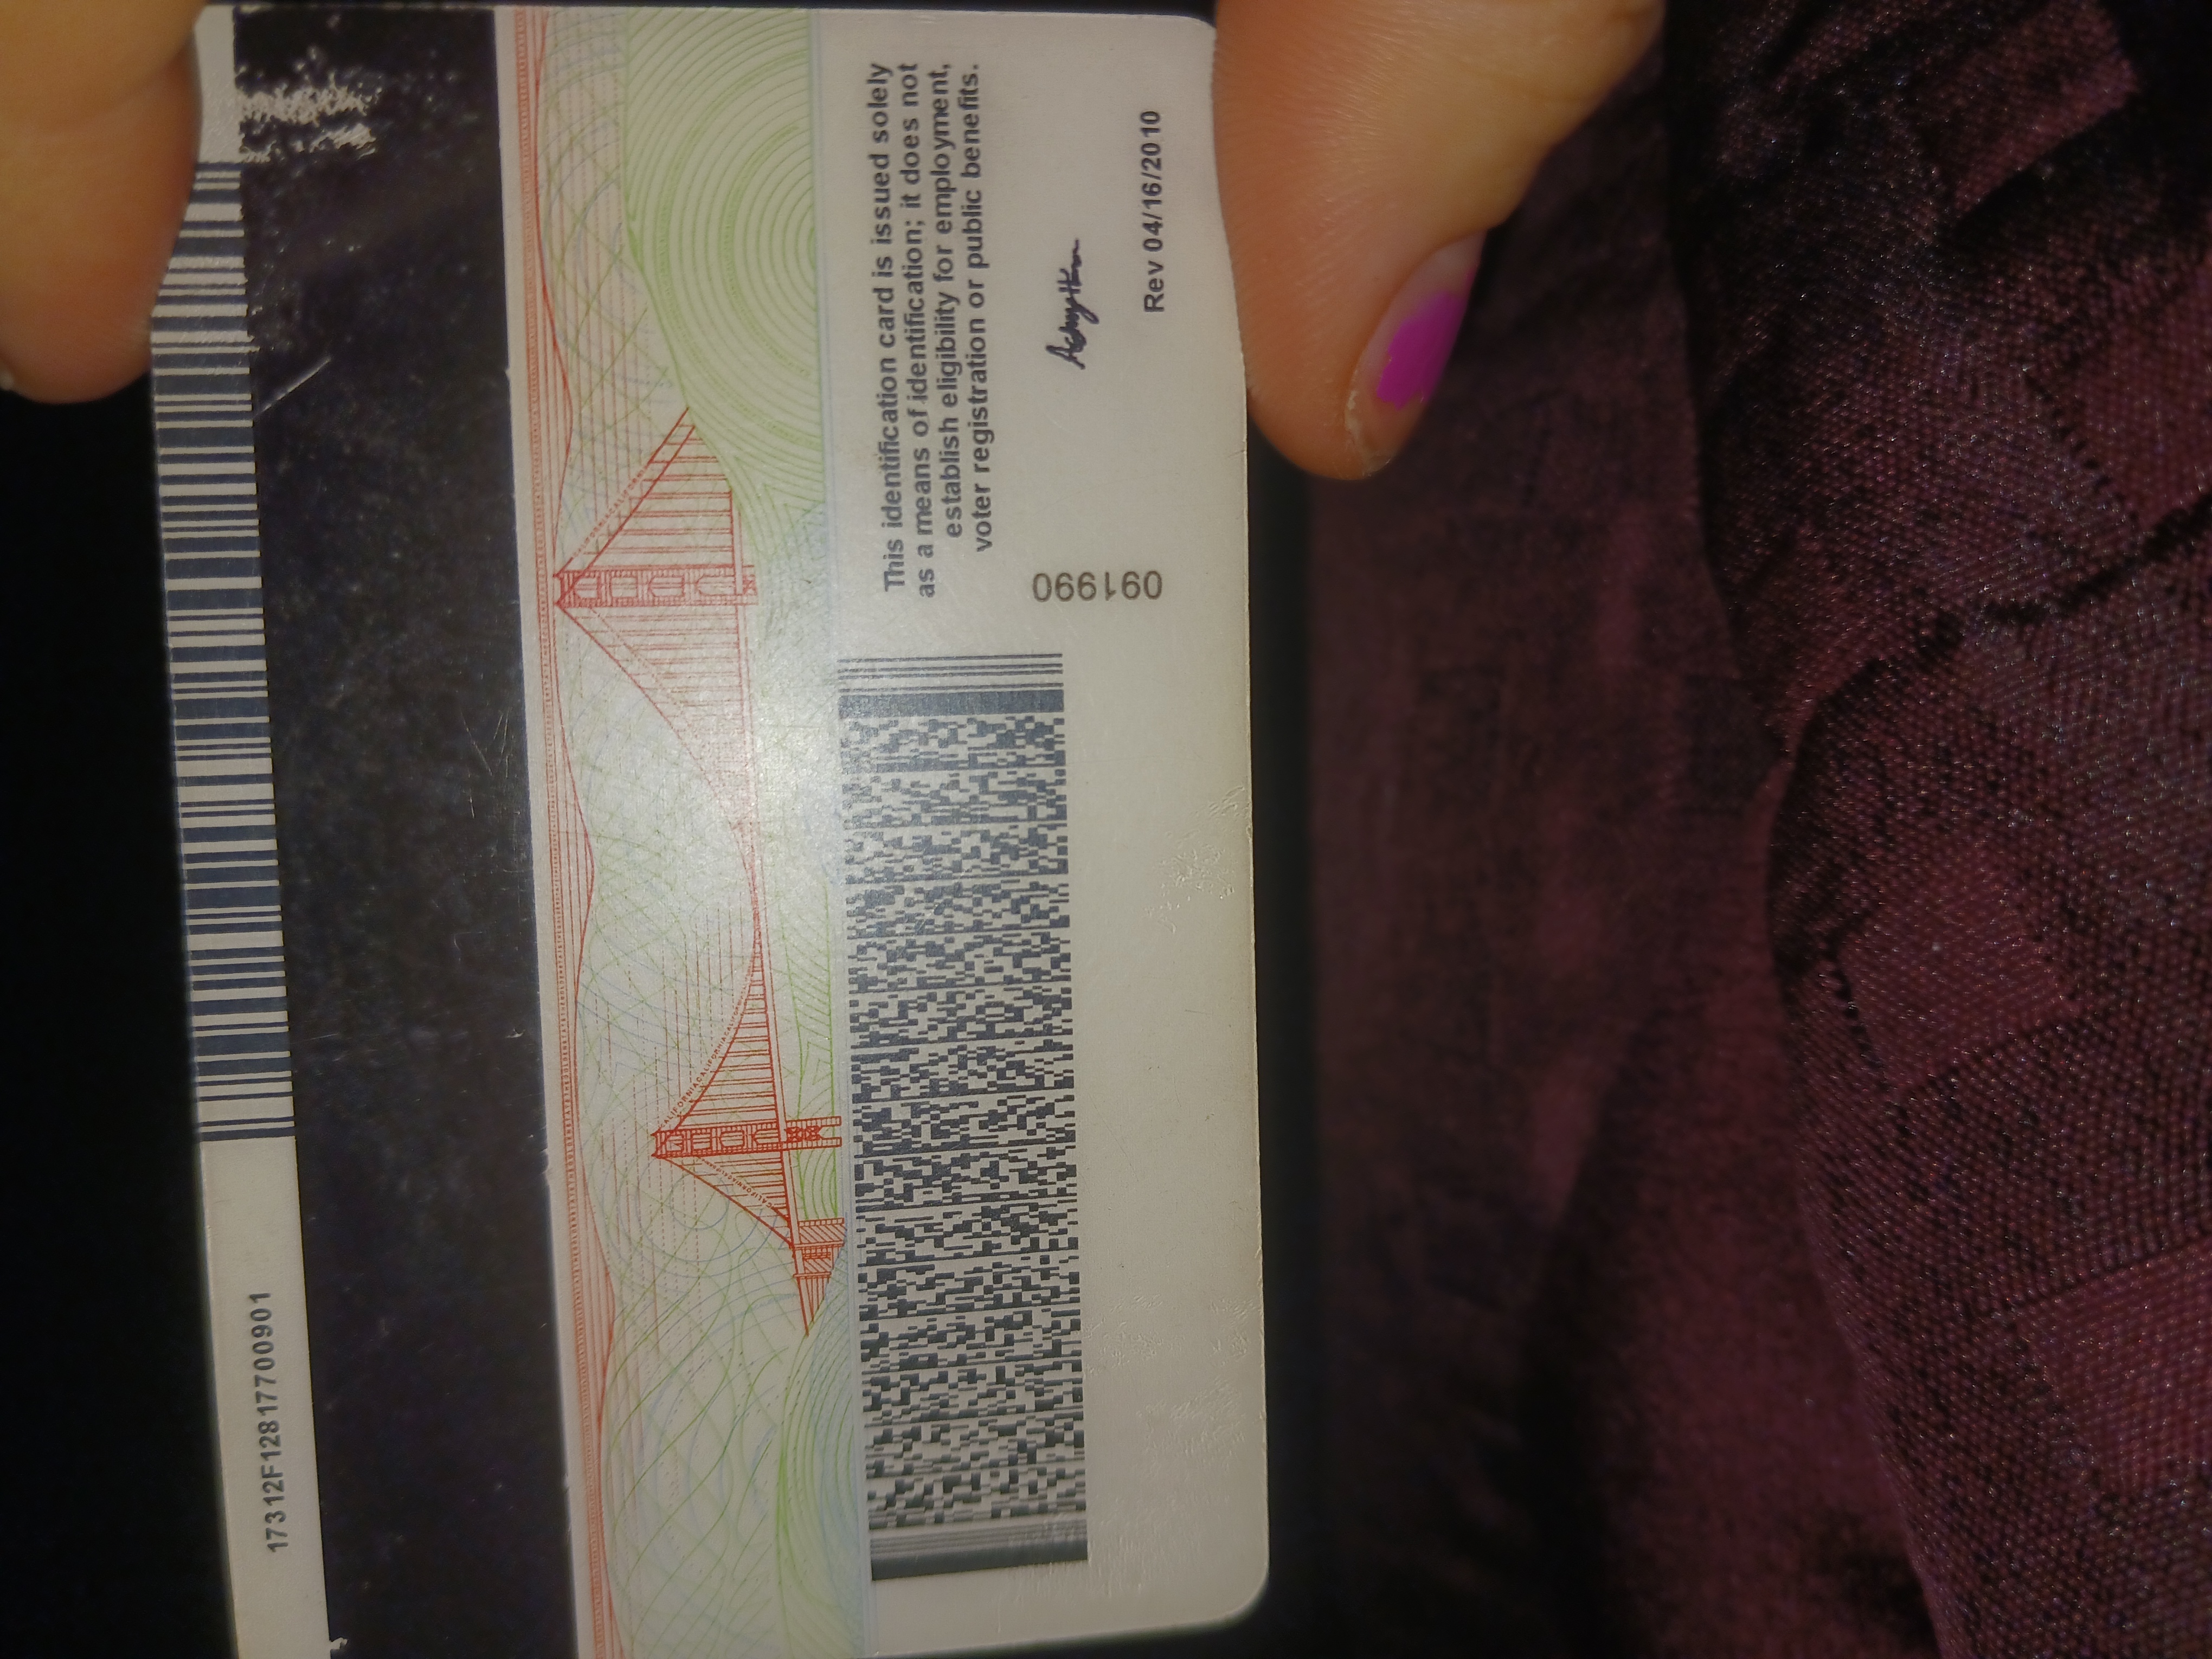 17312F12817700901
This identification card is issued solely
as a means of identification; it does not
establish eligibility for employment,
voter registration or public benefits.
091990
Rev 04/16/2010